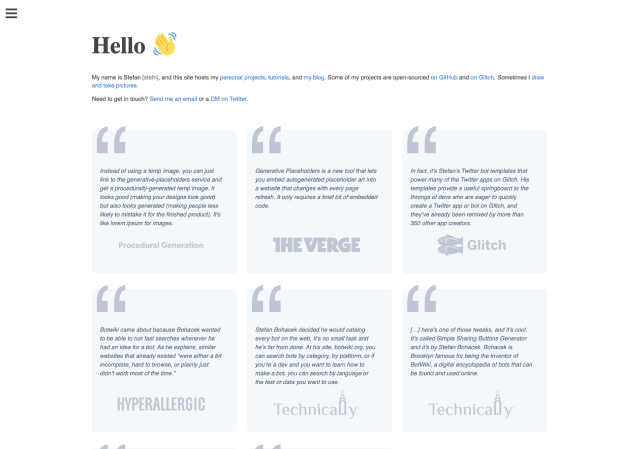 Hello
My name is Stefan [stefn], and this site hosts my personal projects, tutorials, and my blog. Some of my projects are open-sourced on GitHub and on Glitch. Sometimes I draw
and take pictures.
Need to get in touch? Send me an email or a DM on Twitter.
Instead of using a temp image, you can just
link to the generative-placeholders service and
get a procedurally-generated temp image. It
looks good (making your designs look good)
but also looks generated (making people less
likely to mistake it for the finished product). It's
like lorem ipsum for images.
Procedural Generation
Generative Placeholders is a new tool that lets
you embed autogenerated placeholder art into
a website that changes with every page
refresh. It only requires a brief bit of embedded
code.
THE VERGE
In fact, it's Stefan's Twitter bot templates that
power many of the Twitter apps on Glitch. His
templates provide a useful springboard to the
throngs of devs who are eager to quickly
create a Twitter app or bot on Glitch, and
they've already been remixed by more than
350 other app creators.
Glitch
Botwiki came about because Bohacek wanted
to be able to run fast searches whenever he
had an idea for a bot. As he explains, similar
websites that already existed "were either a bit
incomplete, hard to browse, or plainly just
didn't work most of the time."
HYPERALLERGIC
Stefan Bohacek decided he would catalog
every bot on the web. It's no small task and
he's far from done. At his site, botwiki.org, you
can search bots by category, by platform, or if
you're a dev and you want to learn how to
make a bot, you can search by language or
the text or data you want to use.
Technically
[…] here's one of those tweaks, and it's cool.
It's called Simple Sharing Buttons Generator
and it's by Stefan Bohacek. Bohacek is
Brooklyn famous for being the inventor of
BotWiki, a digital encyclopedia of bots that can
be found and used online.
Technically